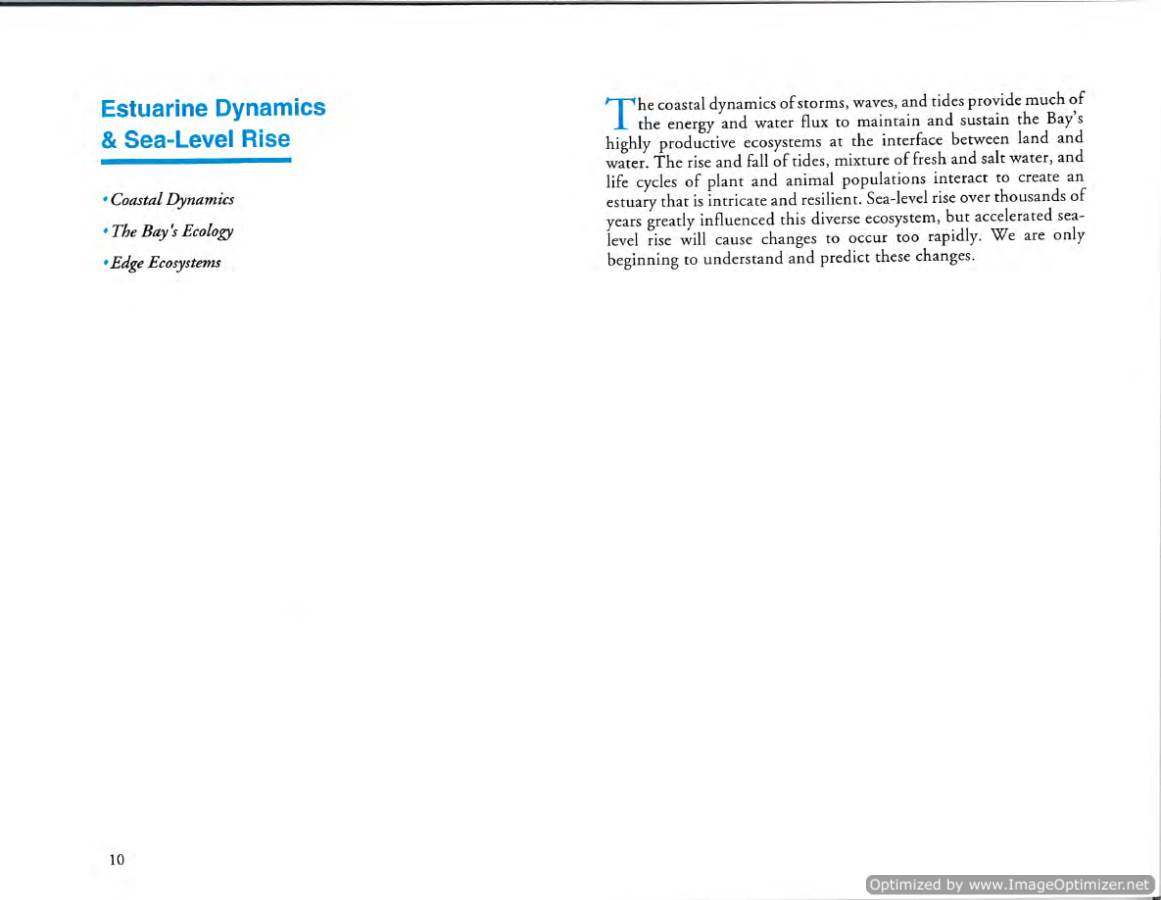 Estuarine Dynamics
& Sea-Level Rise
• Coastal Dynamics
• The Bay's Ecology
• Edge Ecosystems
The coastal dynamics of storms, waves, and tides provide much of
the energy and water flux to maintain and sustain the Bay's
highly productive ecosystems at the interface between land and
water. The rise and fall of tides, mixture of fresh and salt water, and
life cycles of plant and animal populations interact to create an
estuary that is intricate and resilient. Sea-level rise over thousands of
years greatly influenced this diverse ecosystem, but accelerated sea-
level rise will cause changes to occur too rapidly. We are only
beginning to understand and predict these changes.
10
Optimized by www.ImageOptimizer.net